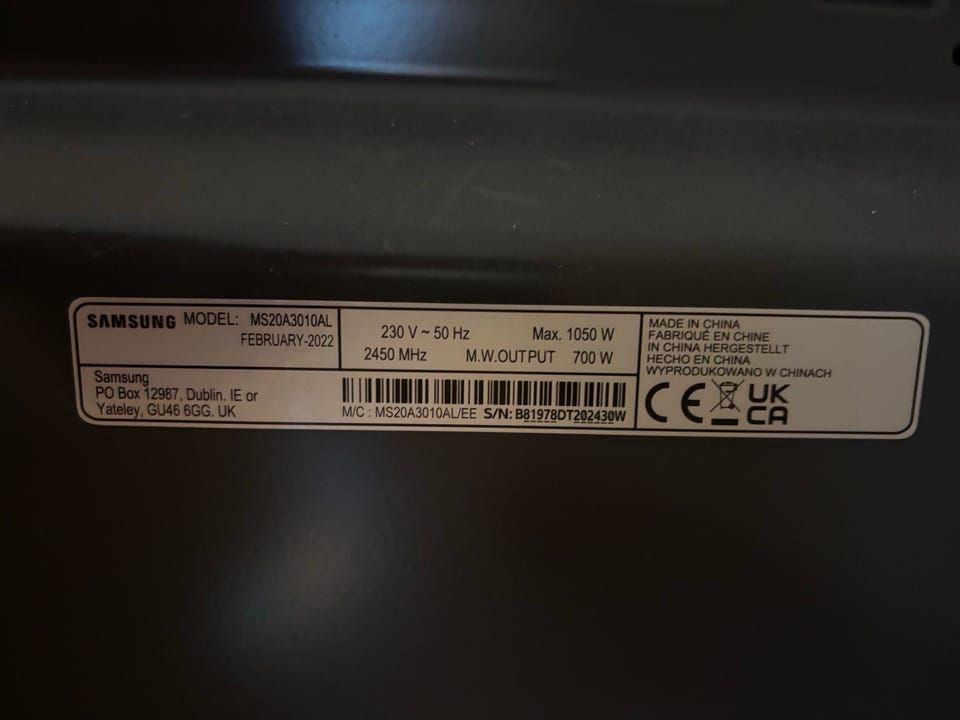 SAMSUNG MODEL: MS20A3010AL
FEBRUARY-2022
230 V ~ 50 Hz Max. 1050 W
2450 MHz M.W.OUTPUT 700 W
Samsung
PO Box 12987, Dublin. IE or
Yateley, GU46 6GG. UK
M/C : MS20A3010AL/EE S/N: B81978DT202430W
MADE IN CHINA
FABRIQUÉ EN CHINE
IN CHINA HERGESTELLT
HECHO EN CHINA
WYPRODUKOWANO W CHINACH
CE UK
CA